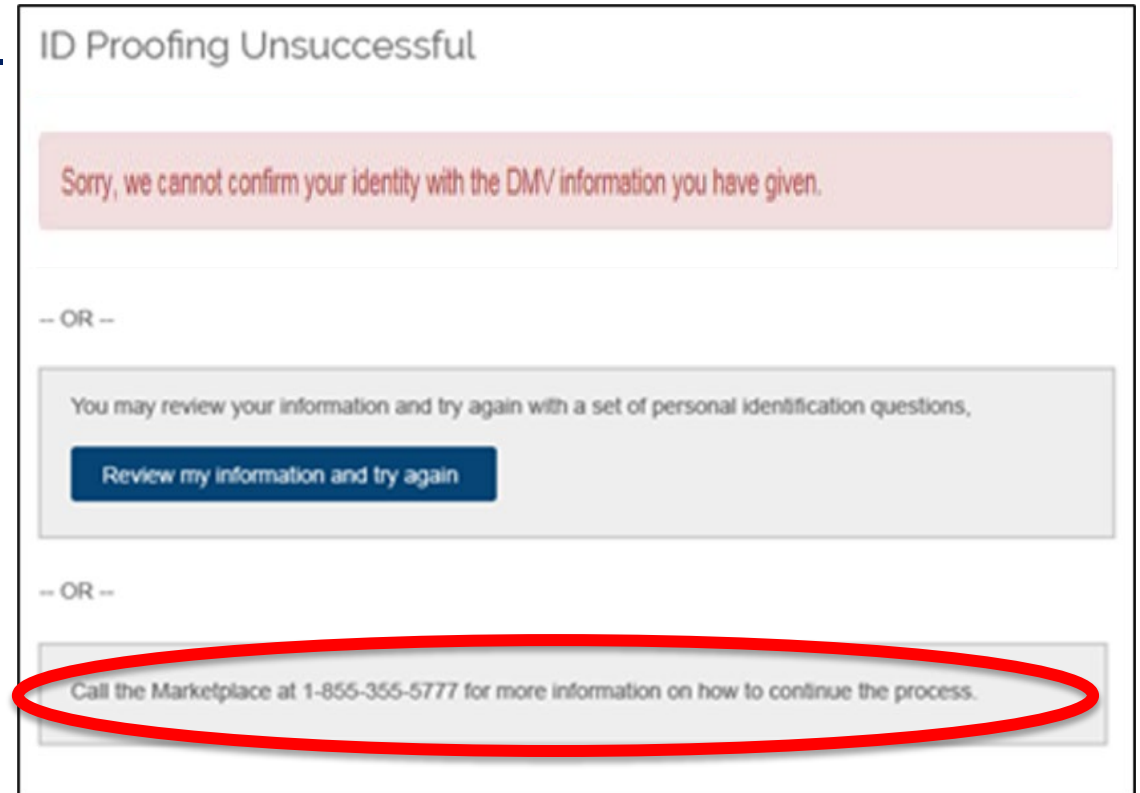 ID Proofing Unsuccessful
Sorry, we cannot confirm your identity with the DMV information you have given.
-- OR --
You may review your information and try again with a set of personal identification questions,
Review my information and try again
-- OR --
Call the Marketplace at 1-855-355-5777 for more information on how to continue the process.